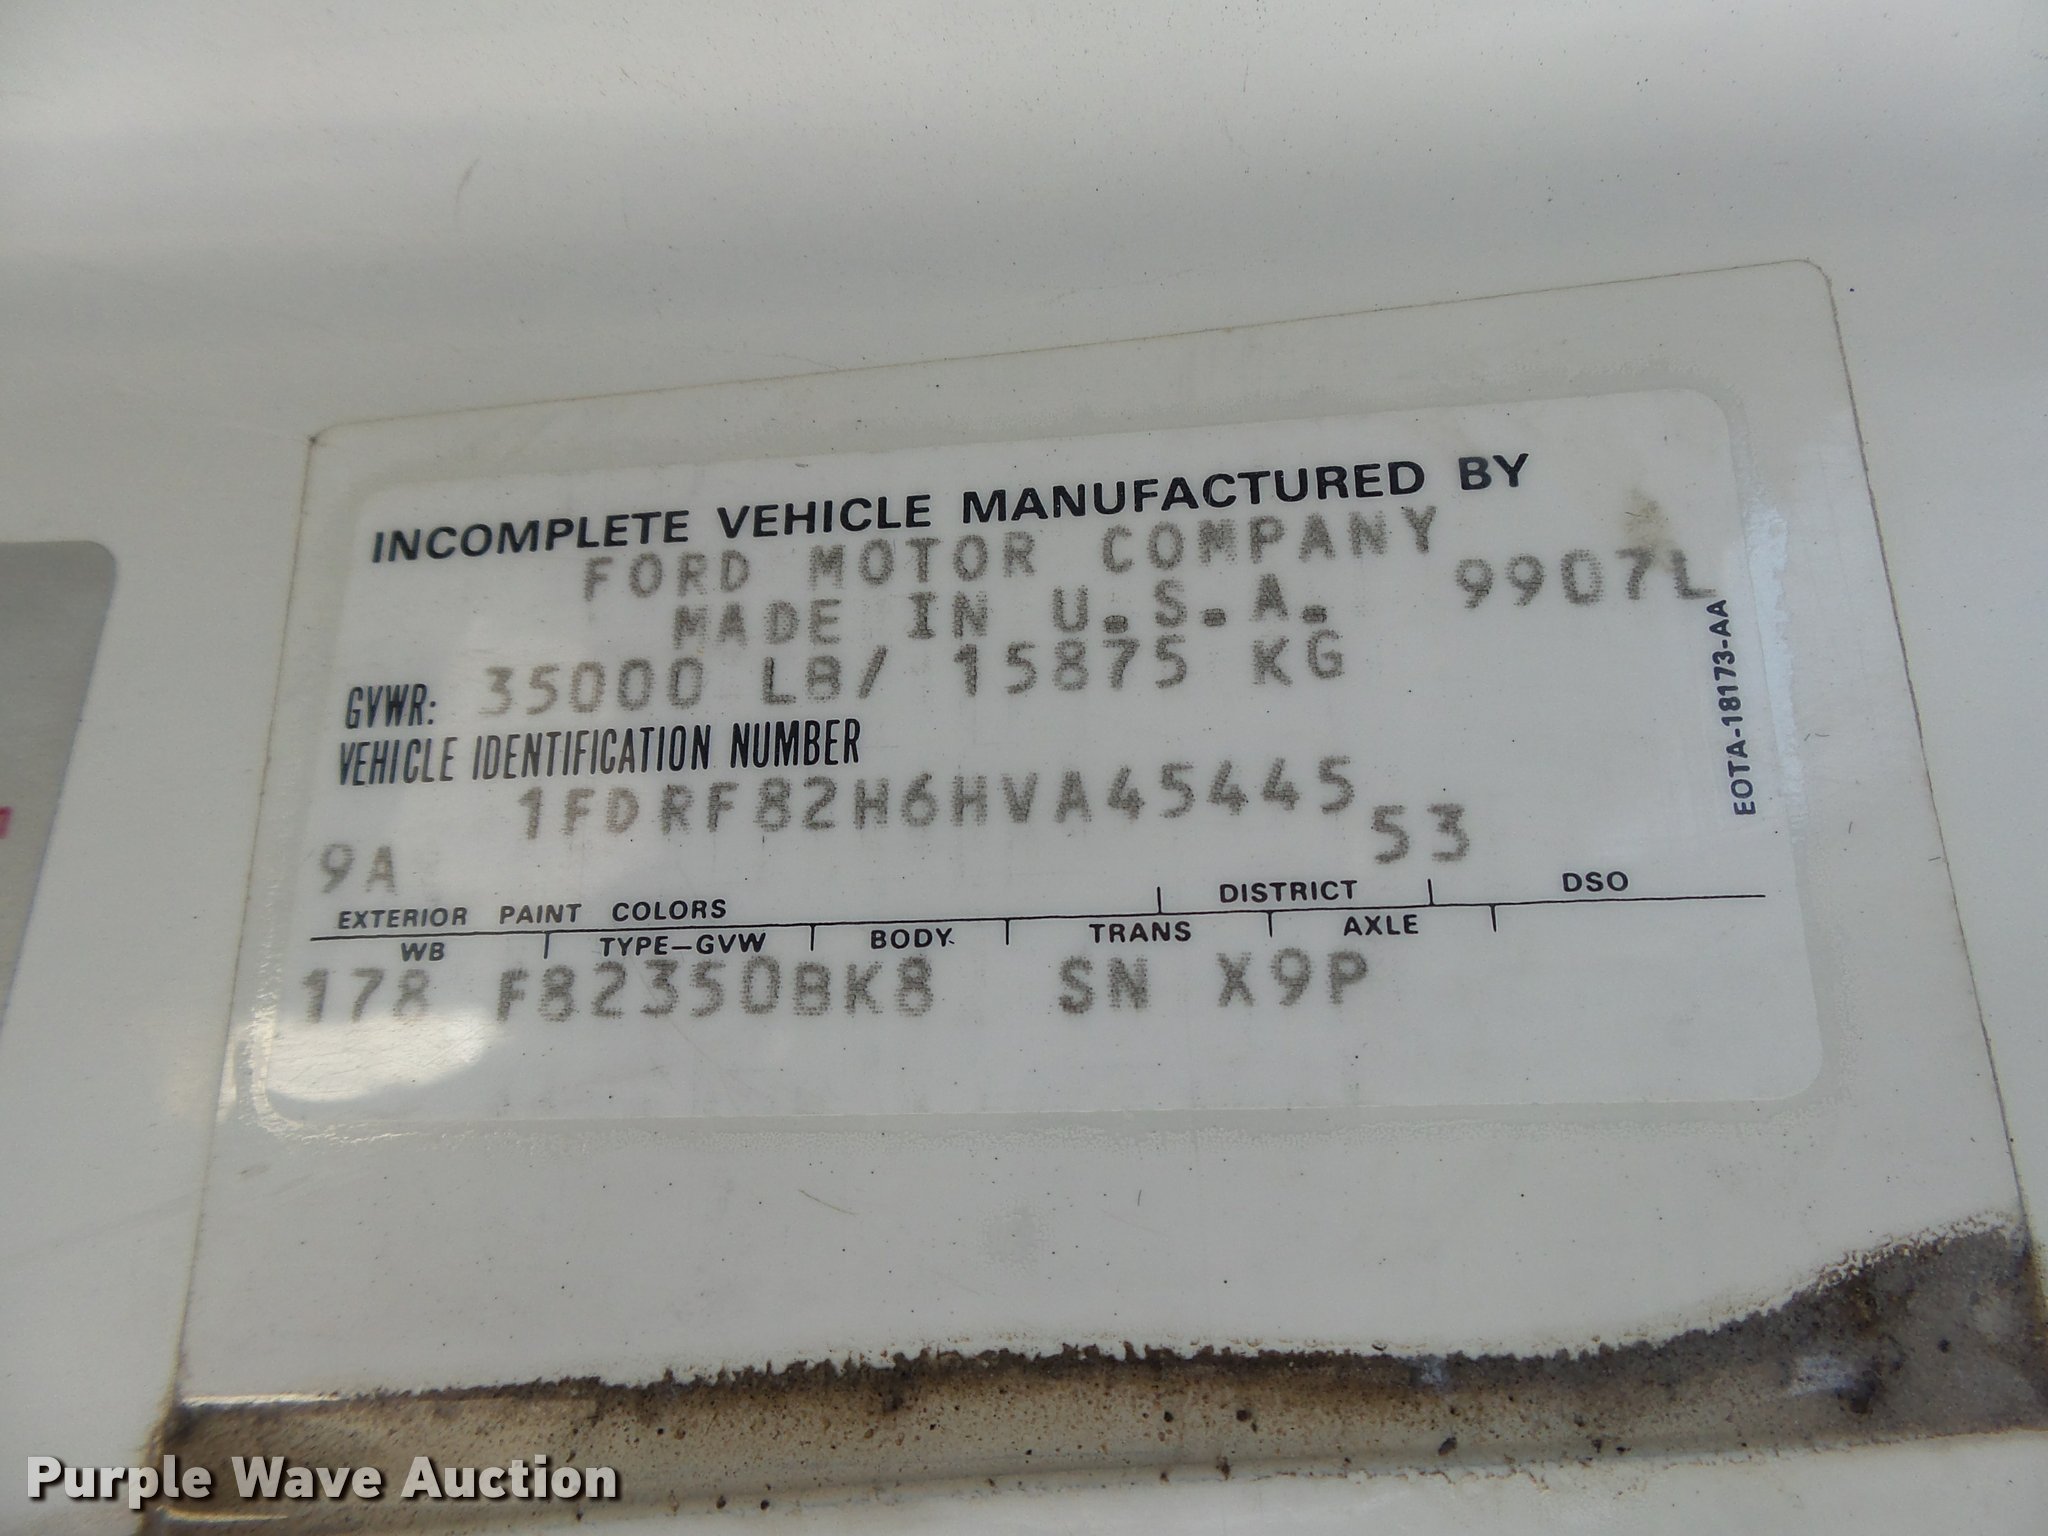 INCOMPLETE VEHICLE MANUFACTURED BY
FORD MOTOR COMPANY
MADE IN U.S.A. 9907L
GVWR: 35000 LB/ 15875 KG
VEHICLE IDENTIFICATION NUMBER
1FDRF82H6HVA45445
9A 53
EXTERIOR PAINT COLORS DISTRICT DSO
WB TYPE-GVW BODY TRANS AXLE
178 F82350BK8 SN X9P
EOTA-18173-AA
Purple Wave Auction